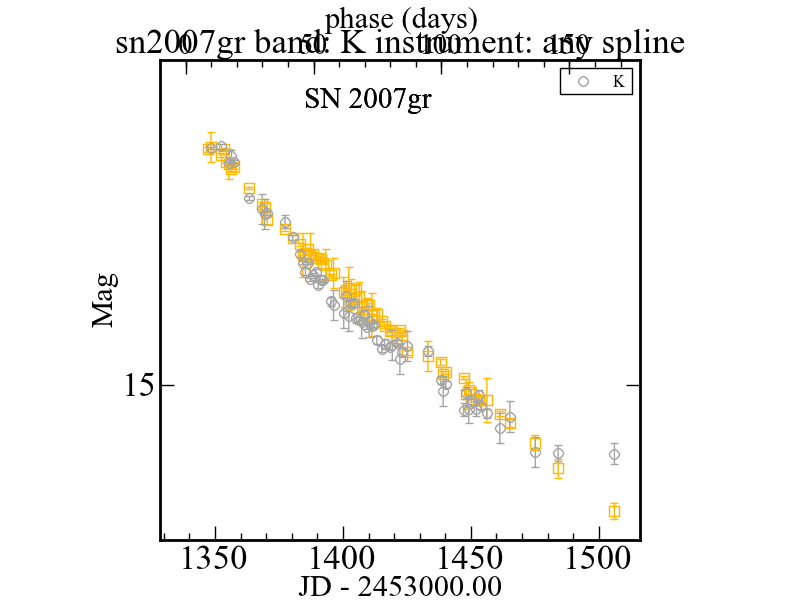 phase (days)
sn2007gr band: K instrument: any spline
0 50 100 150
K
SN 2007gr
Mag
15
1350 1400 1450 1500
JD - 2453000.00